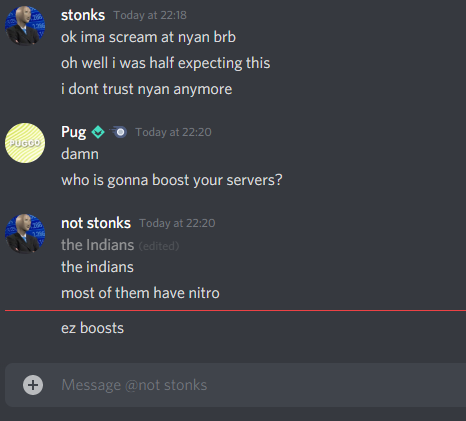 stonks Today at 22:18
ok ima scream at nyan brb
oh well i was half expecting this
i dont trust nyan anymore
PUGGO
Pug Today at 22:20
damn
who is gonna boost your servers?
not stonks Today at 22:20
the Indians (edited)
the indians
most of them have nitro
ez boosts
Message @not stonks